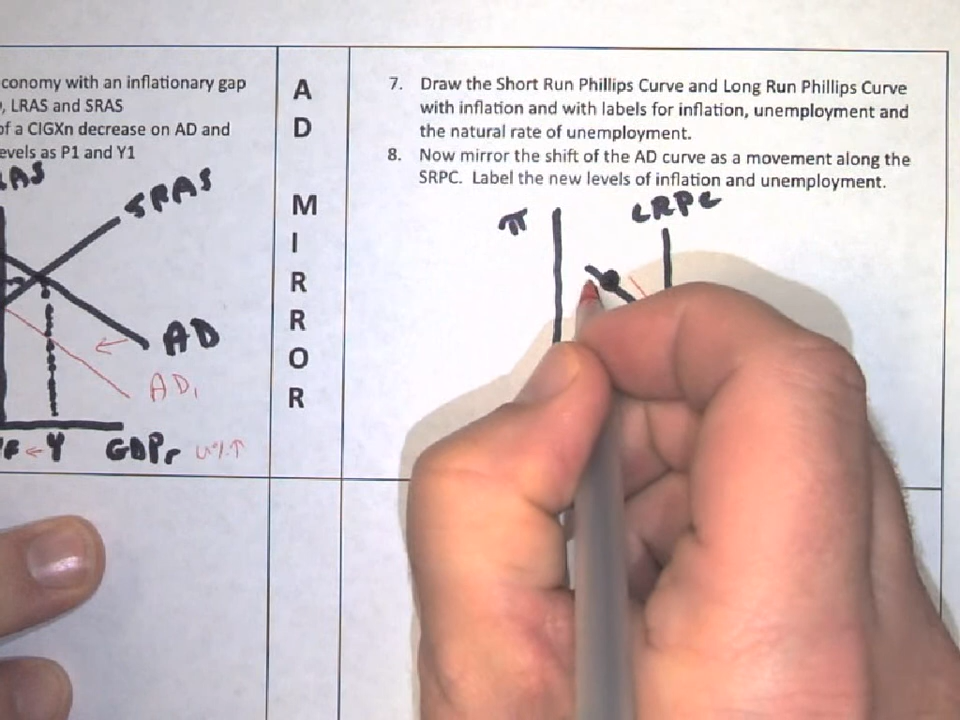 conomy with an inflationary gap
, LRAS and SRAS
of a CIGXn decrease on AD and
evels as P1 and Y1
SRAS
AD
AD1
Y
GDPr
U%↑
A
D
M
I
R
R
O
R
7. Draw the Short Run Phillips Curve and Long Run Phillips Curve
with inflation and with labels for inflation, unemployment and
the natural rate of unemployment.
8. Now mirror the shift of the AD curve as a movement along the
SRPC. Label the new levels of inflation and unemployment.
π
LRPC